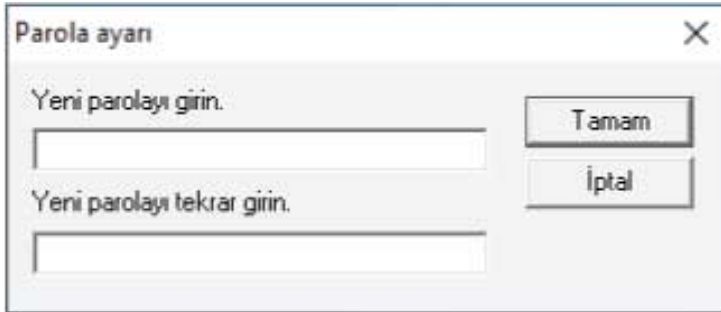 Parola ayarı
Yeni parolayı girin.
Tamam
İptal
Yeni parolayı tekrar girin.